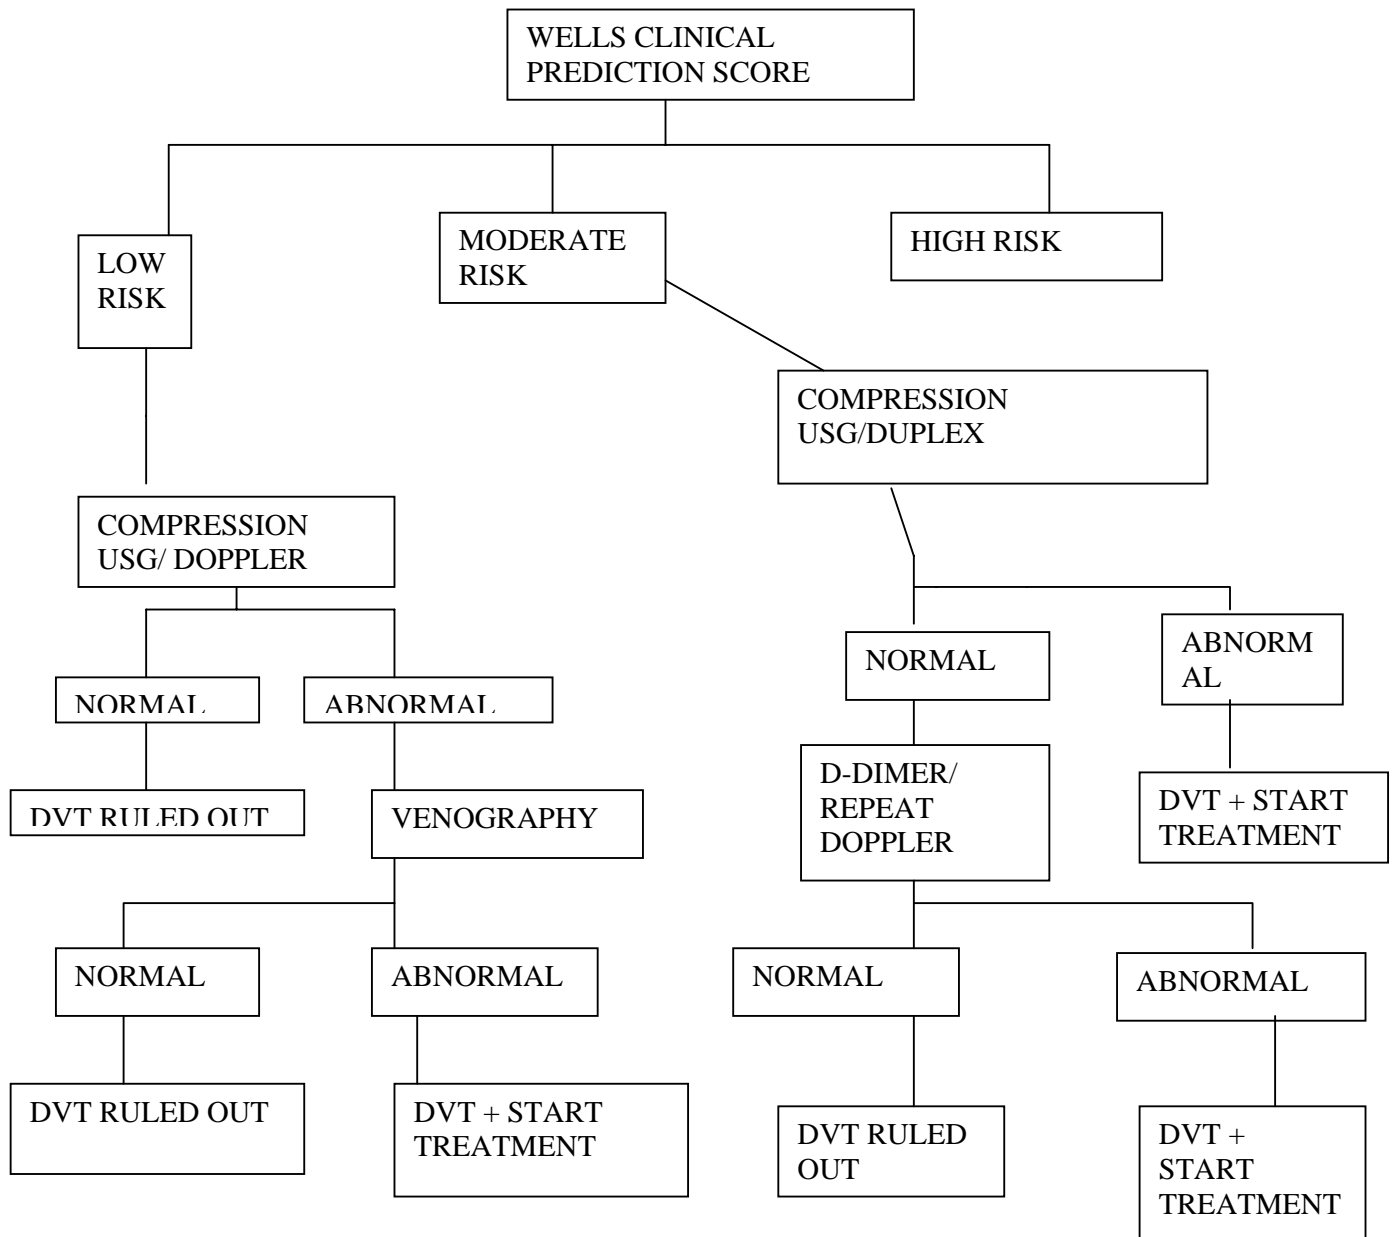 WELLS CLINICAL
PREDICTION SCORE
LOW
RISK
MODERATE
RISK
HIGH RISK
COMPRESSION
USG/DUPLEX
COMPRESSION
USG/ DOPPLER
NORMAL
ABNORMAL
NORMAL
ABNORM
AL
DVT RULED OUT
VENOGRAPHY
D-DIMER/
REPEAT
DOPPLER
DVT + START
TREATMENT
NORMAL
ABNORMAL
NORMAL
ABNORMAL
DVT RULED OUT
DVT + START
TREATMENT
DVT RULED
OUT
DVT +
START
TREATMENT